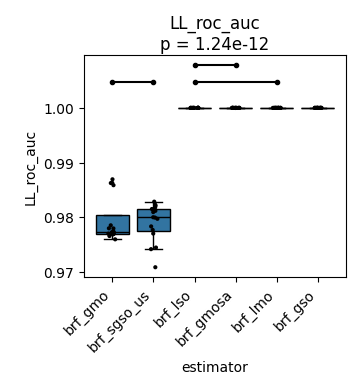 LL_roc_auc
p = 1.24e-12
1.00
0.99
0.98
0.97
LL_roc_auc
brf_gmo
brf_sgso_us
brf_lso
brf_gmosa
brf_lmo
brf_gso
estimator